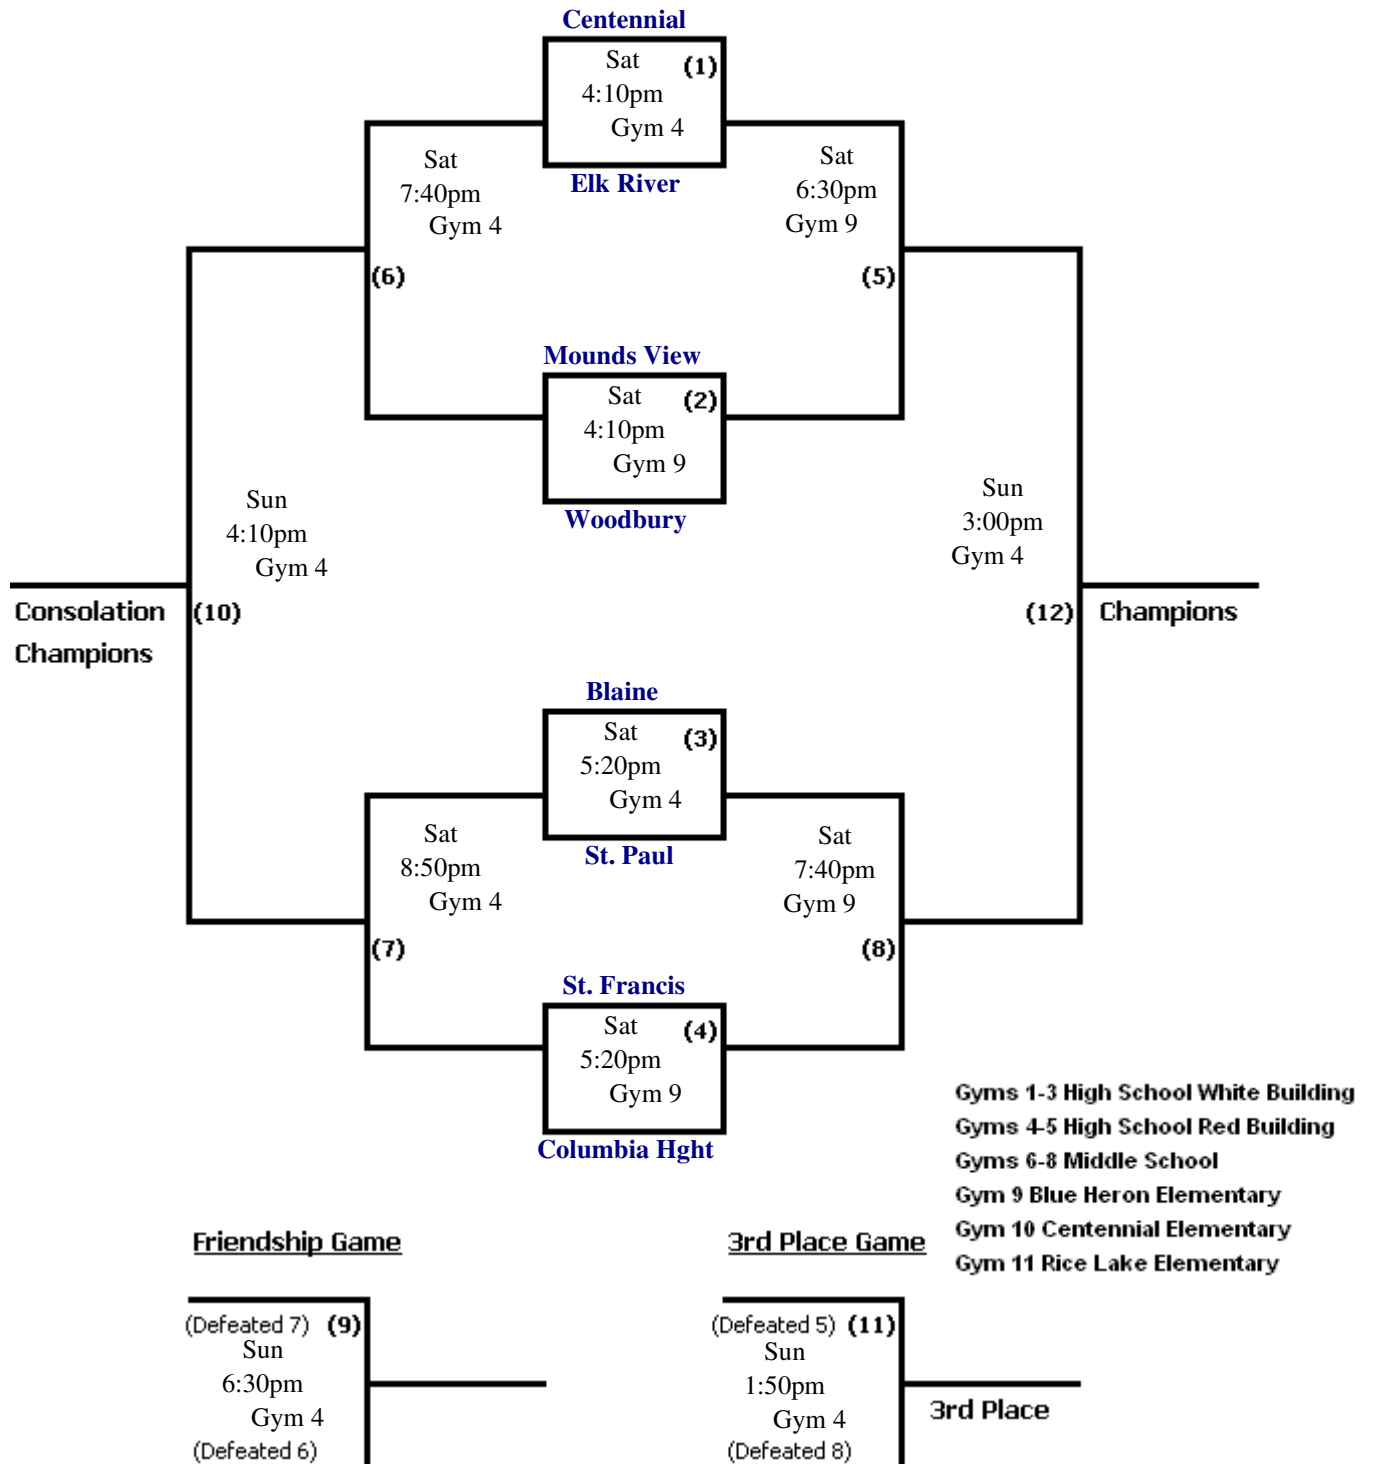 Centennial
Sat (1)
4:10pm
Gym 4
Elk River
Sat
7:40pm
Gym 4
(6)
Sat
6:30pm
Gym 9
(5)
Mounds View
Sat (2)
4:10pm
Gym 9
Woodbury
Sun
4:10pm
Gym 4
(10)
Consolation
Champions
Sun
3:00pm
Gym 4
(12)
Champions
Blaine
Sat (3)
5:20pm
Gym 4
St. Paul
Sat
8:50pm
Gym 4
(7)
Sat
7:40pm
Gym 9
(8)
St. Francis
Sat (4)
5:20pm
Gym 9
Columbia Hght
Gyms 1-3 High School White Building
Gyms 4-5 High School Red Building
Gyms 6-8 Middle School
Gym 9 Blue Heron Elementary
Gym 10 Centennial Elementary
Gym 11 Rice Lake Elementary
Friendship Game
(Defeated 7) (9)
Sun
6:30pm
Gym 4
(Defeated 6)
3rd Place Game
(Defeated 5) (11)
Sun
1:50pm
Gym 4
(Defeated 8)
3rd Place